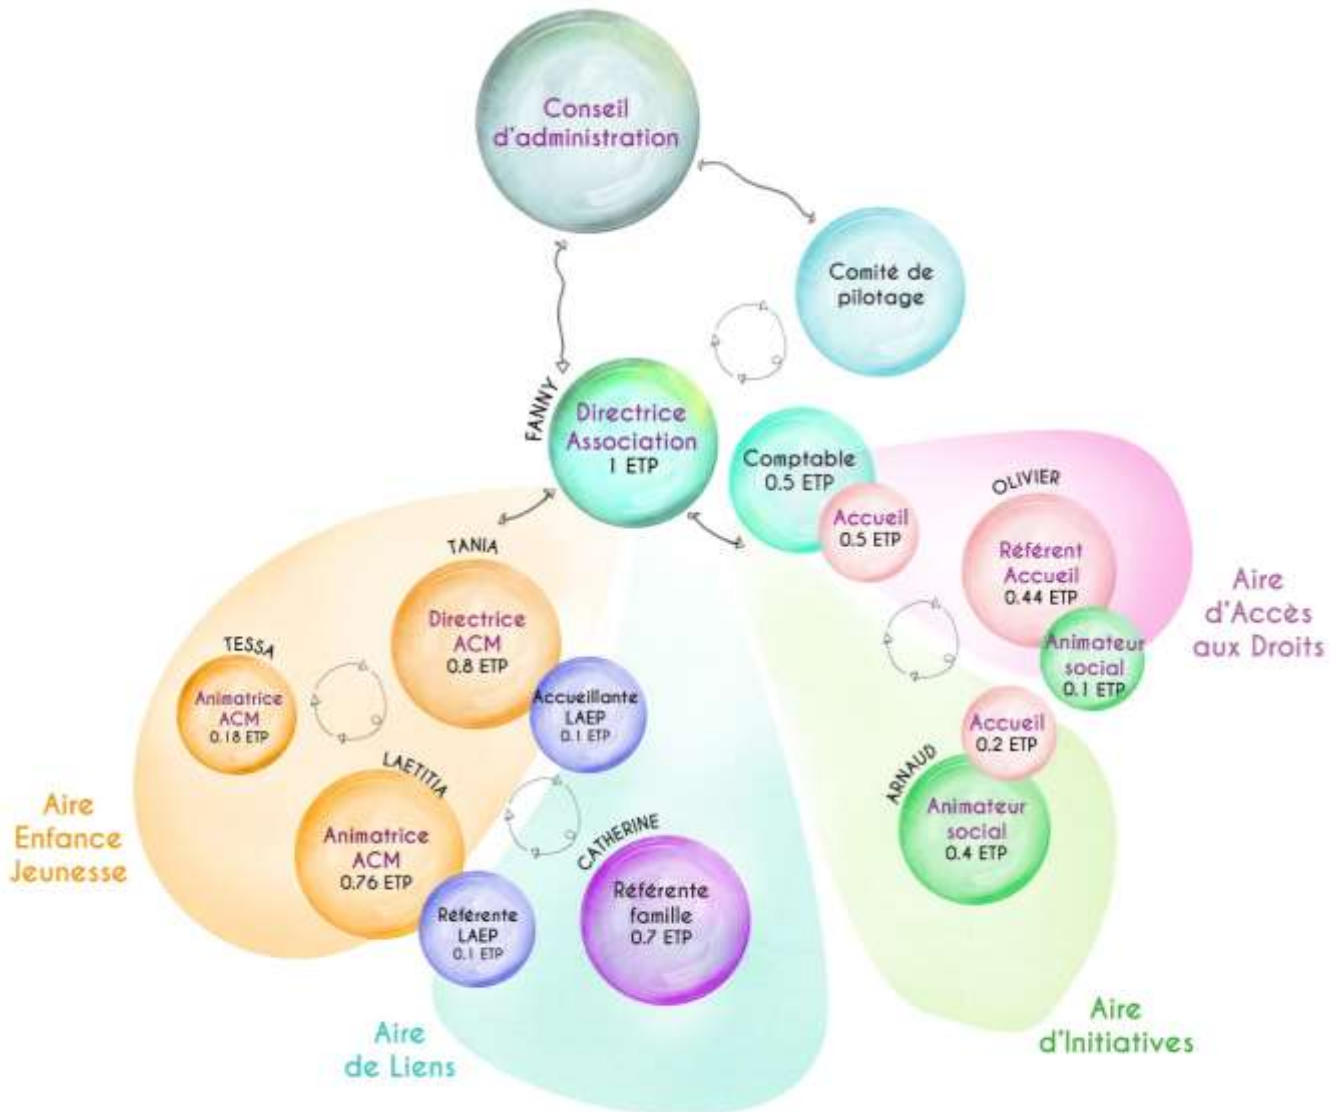 Conseil
d'administration
Comité de
pilotage
FANNY
Directrice
Association
1 ETP
Comptable
0.5 ETP
Accueil
0.5 ETP
OLIVIER
Référent
Accueil
0.44 ETP
Animateur
social
0.1 ETP
Aire
d'Accès
aux Droits
TANIA
Directrice
ACM
0.8 ETP
Accueillante
LAEP
0.1 ETP
TESSA
Animatrice
ACM
0.18 ETP
LAETITIA
Animatrice
ACM
0.76 ETP
Référente
LAEP
0.1 ETP
Aire
Enfance
Jeunesse
CATHERINE
Référente
famille
0.7 ETP
Aire
de Liens
Accueil
0.2 ETP
ARNAUD
Animateur
social
0.4 ETP
Aire
d'Initiatives